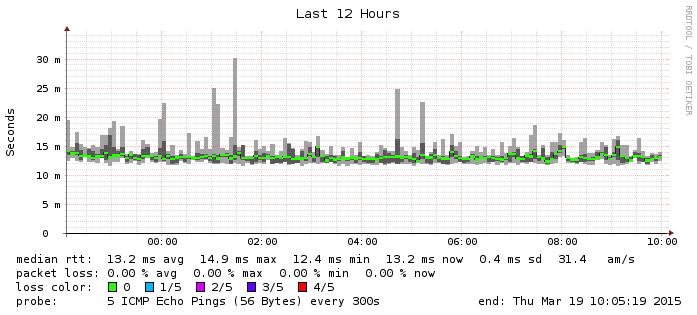 Last 12 Hours
RRDTOOL / TOBI OETIKER
Seconds
30 m
25 m
20 m
15 m
10 m
5 m
0
00:00 02:00 04:00 06:00 08:00 10:00
median rtt: 13.2 ms avg 14.9 ms max 12.4 ms min 13.2 ms now 0.4 ms sd 31.4 am/s
packet loss: 0.00 % avg 0.00 % max 0.00 % min 0.00 % now
loss color: 0 1/5 2/5 3/5 4/5
probe: 5 ICMP Echo Pings (56 Bytes) every 300s end: Thu Mar 19 10:05:19 2015